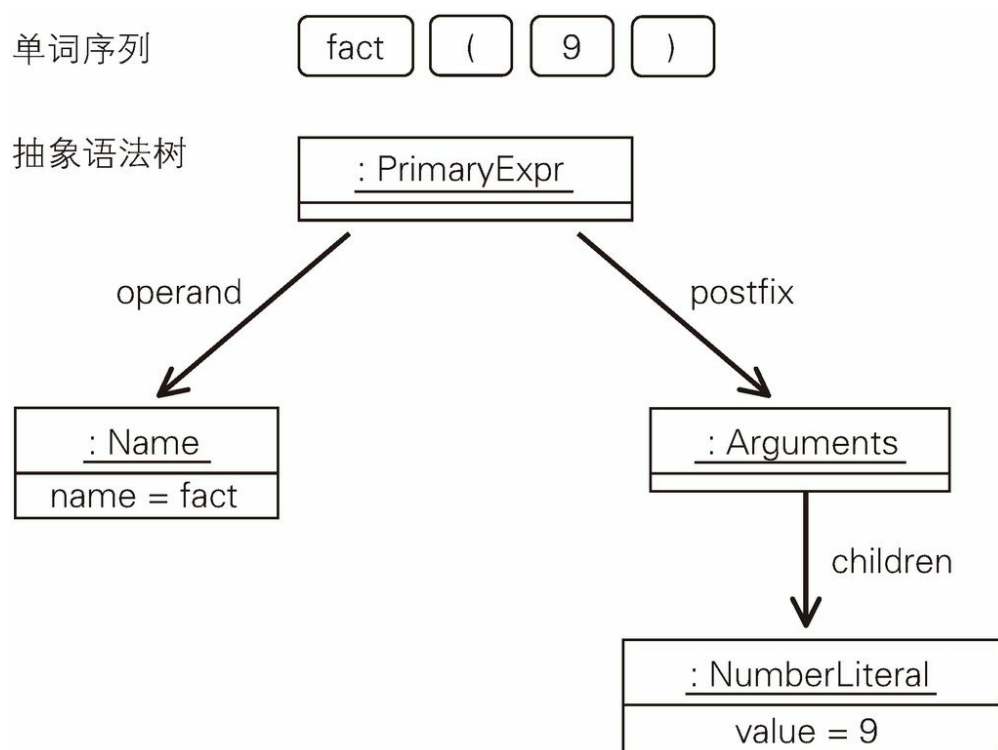 单词序列 fact ( 9 )
抽象语法树
: PrimaryExpr
operand postfix
: Name : Arguments
name = fact
children
: NumberLiteral
value = 9